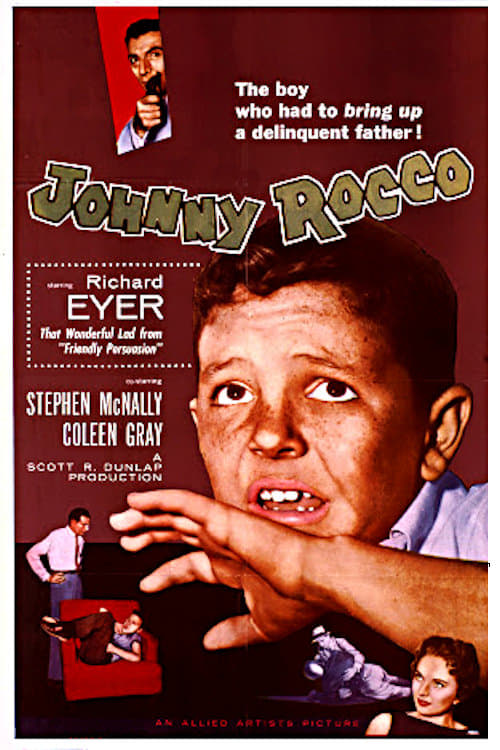 The boy
who had to bring up
a delinquent father!
JOHNNY ROCCO
starring Richard
EYER
That Wonderful Lad from
"Friendly Persuasion"
co-starring
STEPHEN McNALLY
COLEEN GRAY
A
SCOTT R. DUNLAP
PRODUCTION
AN ALLIED ARTISTS PICTURE